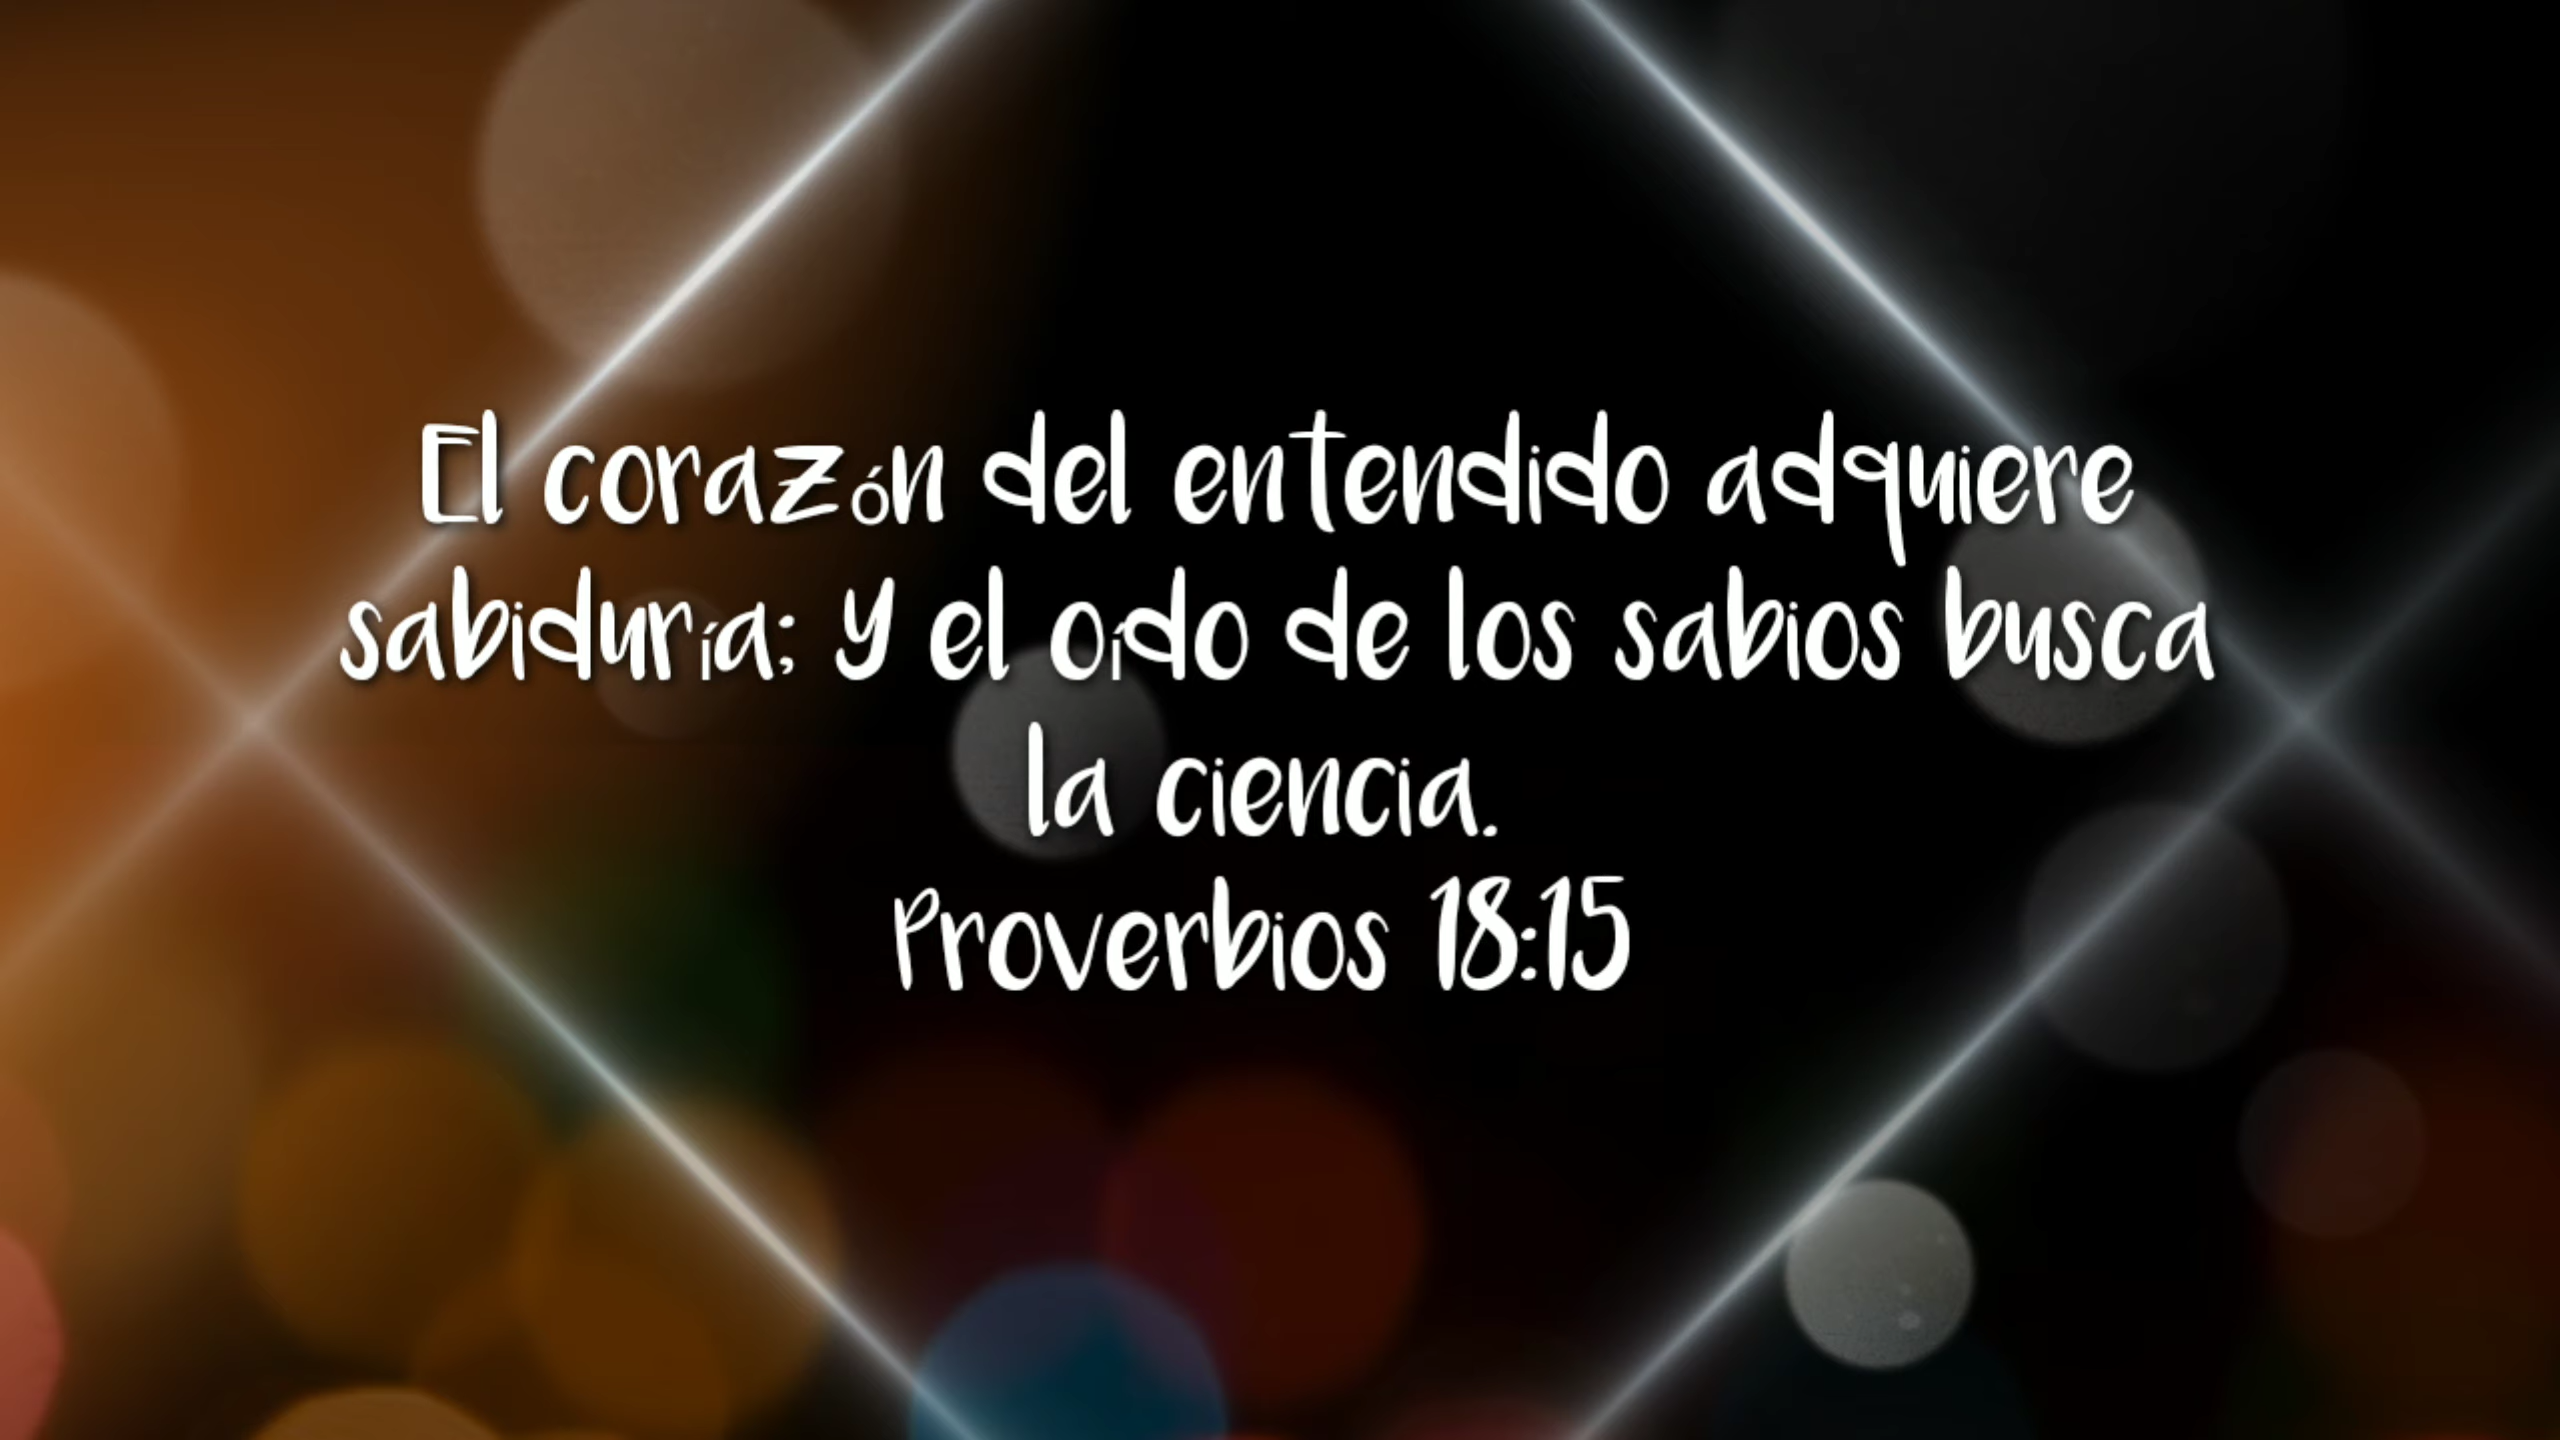 El corazón del entendido adquiere
sabiduría; y el oído de los sabios busca
la ciencia.
Proverbios 18:15